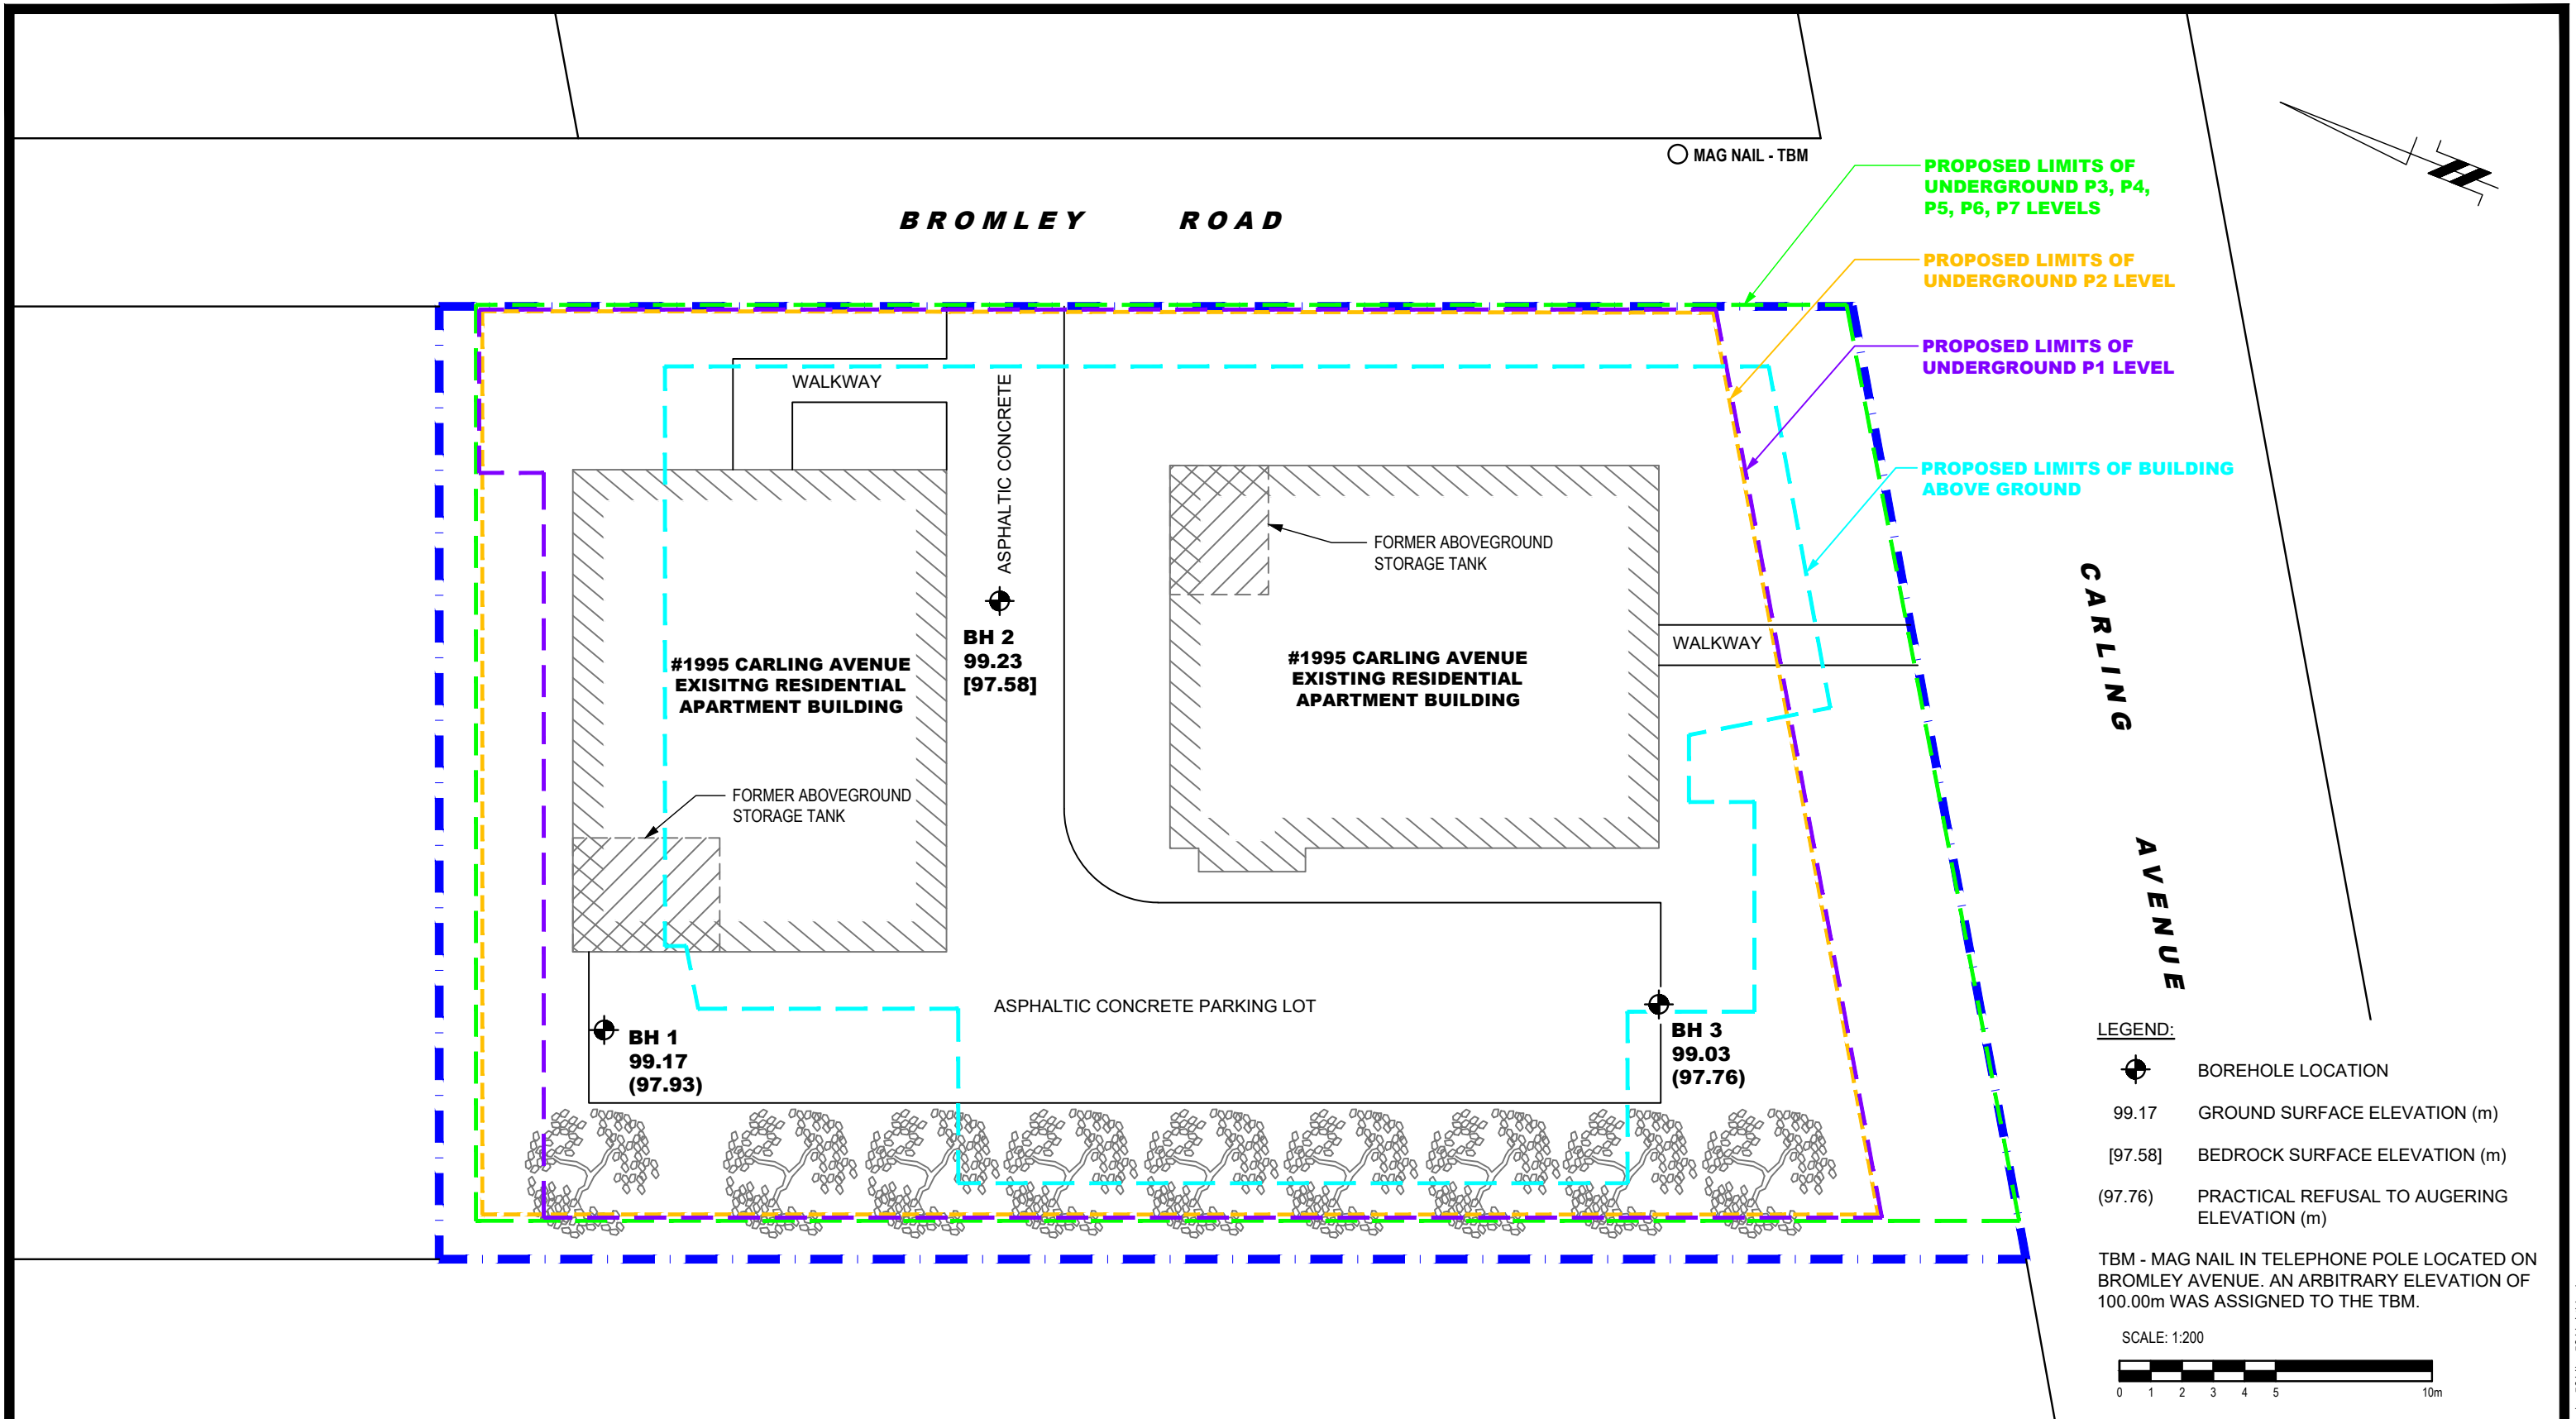 MAG NAIL - TBM
BROMLEY ROAD
PROPOSED LIMITS OF
UNDERGROUND P3, P4,
P5, P6, P7 LEVELS
PROPOSED LIMITS OF
UNDERGROUND P2 LEVEL
PROPOSED LIMITS OF
UNDERGROUND P1 LEVEL
PROPOSED LIMITS OF BUILDING
ABOVE GROUND
WALKWAY
ASPHALTIC CONCRETE
FORMER ABOVEGROUND
STORAGE TANK
BH 2
99.23
[97.58]
#1995 CARLING AVENUE
EXISITNG RESIDENTIAL
APARTMENT BUILDING
#1995 CARLING AVENUE
EXISTING RESIDENTIAL
APARTMENT BUILDING
WALKWAY
CARLING AVENUE
FORMER ABOVEGROUND
STORAGE TANK
ASPHALTIC CONCRETE PARKING LOT
BH 1
99.17
(97.93)
BH 3
99.03
(97.76)
LEGEND:
BOREHOLE LOCATION
99.17 GROUND SURFACE ELEVATION (m)
[97.58] BEDROCK SURFACE ELEVATION (m)
(97.76) PRACTICAL REFUSAL TO AUGERING
ELEVATION (m)
TBM - MAG NAIL IN TELEPHONE POLE LOCATED ON
BROMLEY AVENUE. AN ARBITRARY ELEVATION OF
100.00m WAS ASSIGNED TO THE TBM.
SCALE: 1:200
0 1 2 3 4 5 10m